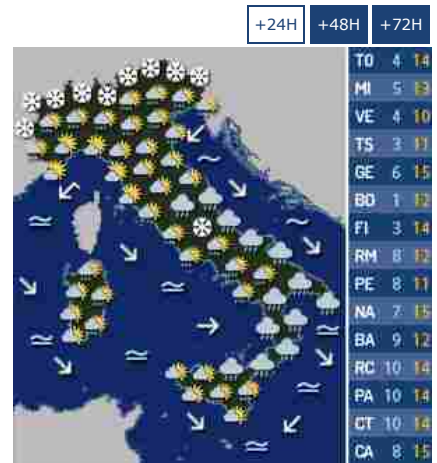 +24H +48H +72H
TO 4 14
MI 5 13
VE 4 10
TS 3 11
GE 6 15
BO 1 12
FI 3 14
RM 8 12
PE 8 11
NA 7 15
BA 9 12
RC 10 14
PA 10 14
CT 10 14
CA 8 15